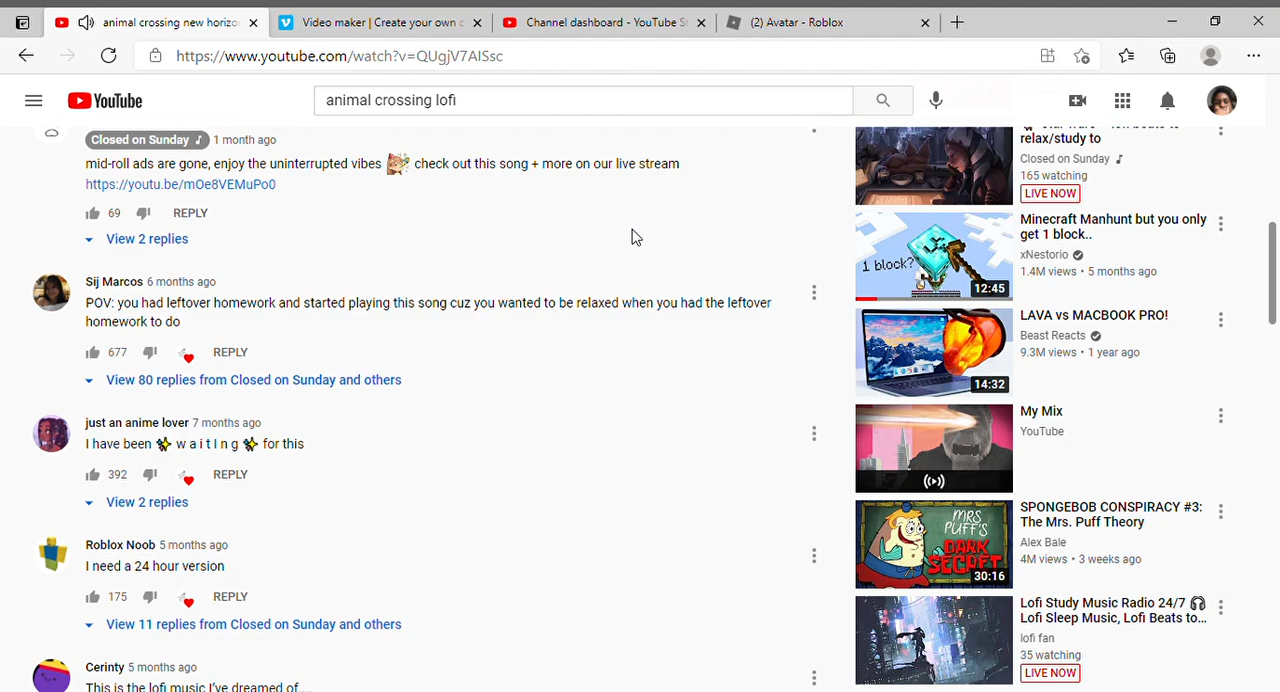 animal crossing new horizo
Video maker | Create your own c
Channel dashboard - YouTube S
(2) Avatar - Roblox
https://www.youtube.com/watch?v=QUgjV7AlSsc
YouTube
animal crossing lofi
Closed on Sunday 1 month ago
mid-roll ads are gone, enjoy the uninterrupted vibes check out this song + more on our live stream
https://youtu.be/mOe8VEMuPo0
69 REPLY
View 2 replies
Sij Marcos 6 months ago
POV: you had leftover homework and started playing this song cuz you wanted to be relaxed when you had the leftover
homework to do
677 REPLY
View 80 replies from Closed on Sunday and others
just an anime lover 7 months ago
I have been ✨ w a i t I n g ✨ for this
392 REPLY
View 2 replies
Roblox Noob 5 months ago
I need a 24 hour version
175 REPLY
View 11 replies from Closed on Sunday and others
Cerinty 5 months ago
This is the lofi music I've dreamed of....
relax/study to
Closed on Sunday
165 watching
LIVE NOW
1 block?
12:45
Minecraft Manhunt but you only
get 1 block..
xNestorio
1.4M views • 5 months ago
14:32
LAVA vs MACBOOK PRO!
Beast Reacts
9.3M views • 1 year ago
My Mix
YouTube
MRS
PUFF'S
DARK
SECRET
30:16
SPONGEBOB CONSPIRACY #3:
The Mrs. Puff Theory
Alex Bale
4M views • 3 weeks ago
Lofi Study Music Radio 24/7 🎧
Lofi Sleep Music, Lofi Beats to...
lofi fan
35 watching
LIVE NOW